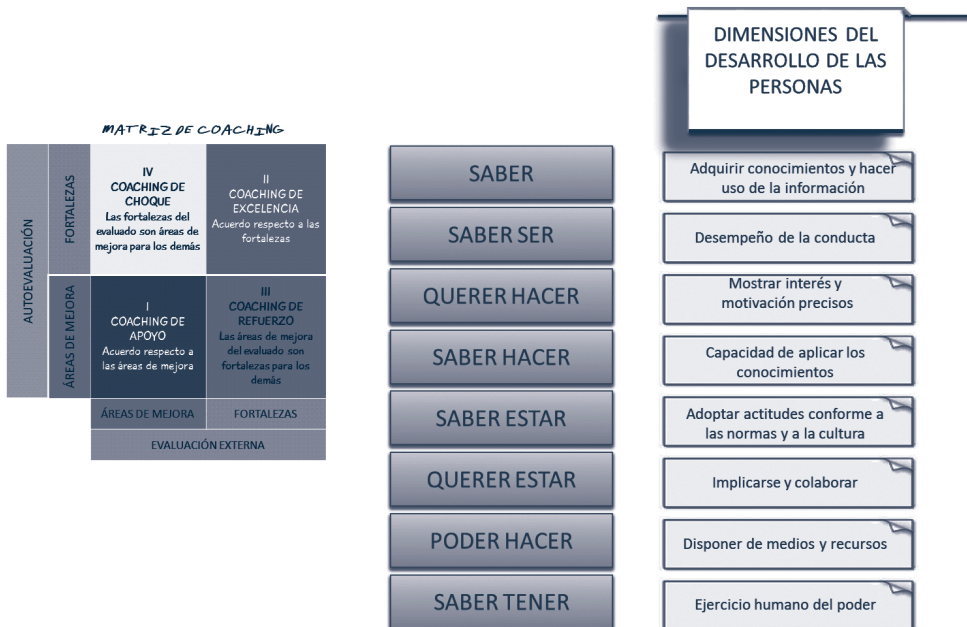 DIMENSIONES DEL
DESARROLLO DE LAS
PERSONAS
MATRIZ DE COACHING
AUTOEVALUACIÓN
FORTALEZAS
IV
COACHING DE
CHOQUE
Las fortalezas del
evaluado son áreas de
mejora para los demás
II
COACHING DE
EXCELENCIA
Acuerdo respecto a las
fortalezas
ÁREAS DE MEJORA
I
COACHING DE
APOYO
Acuerdo respecto a
las áreas de mejora
III
COACHING DE
REFUERZO
Las áreas de mejora
del evaluado son
fortalezas para los
demás
ÁREAS DE MEJORA
FORTALEZAS
EVALUACIÓN EXTERNA
SABER
Adquirir conocimientos y hacer
uso de la información
SABER SER
Desempeño de la conducta
QUERER HACER
Mostrar interés y
motivación precisos
SABER HACER
Capacidad de aplicar los
conocimientos
SABER ESTAR
Adoptar actitudes conforme a
las normas y a la cultura
QUERER ESTAR
Implicarse y colaborar
PODER HACER
Disponer de medios y recursos
SABER TENER
Ejercicio humano del poder